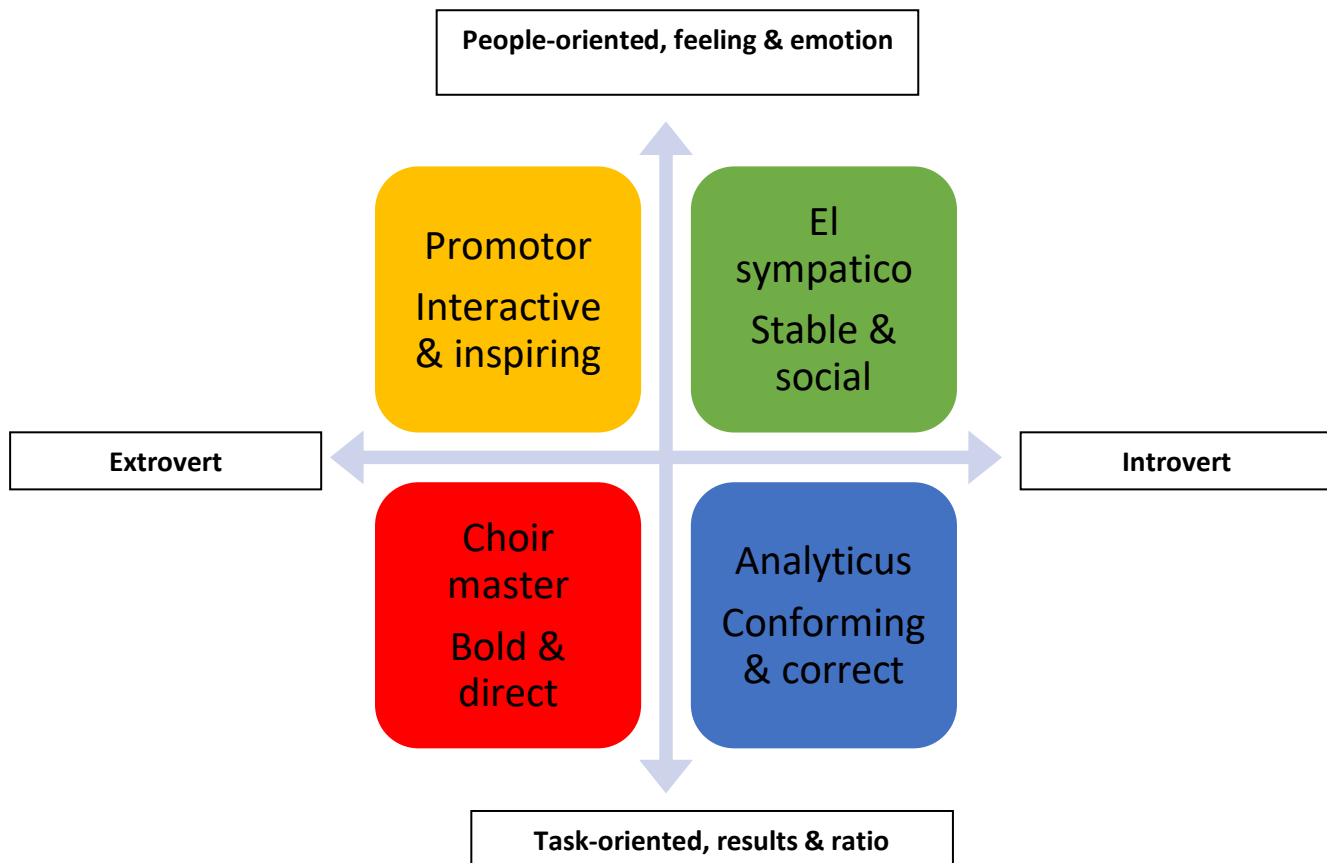 People-oriented, feeling & emotion
Promotor
Interactive
& inspiring
El
sympatico
Stable &
social
Extrovert
Introvert
Choir
master
Bold &
direct
Analyticus
Conforming
& correct
Task-oriented, results & ratio